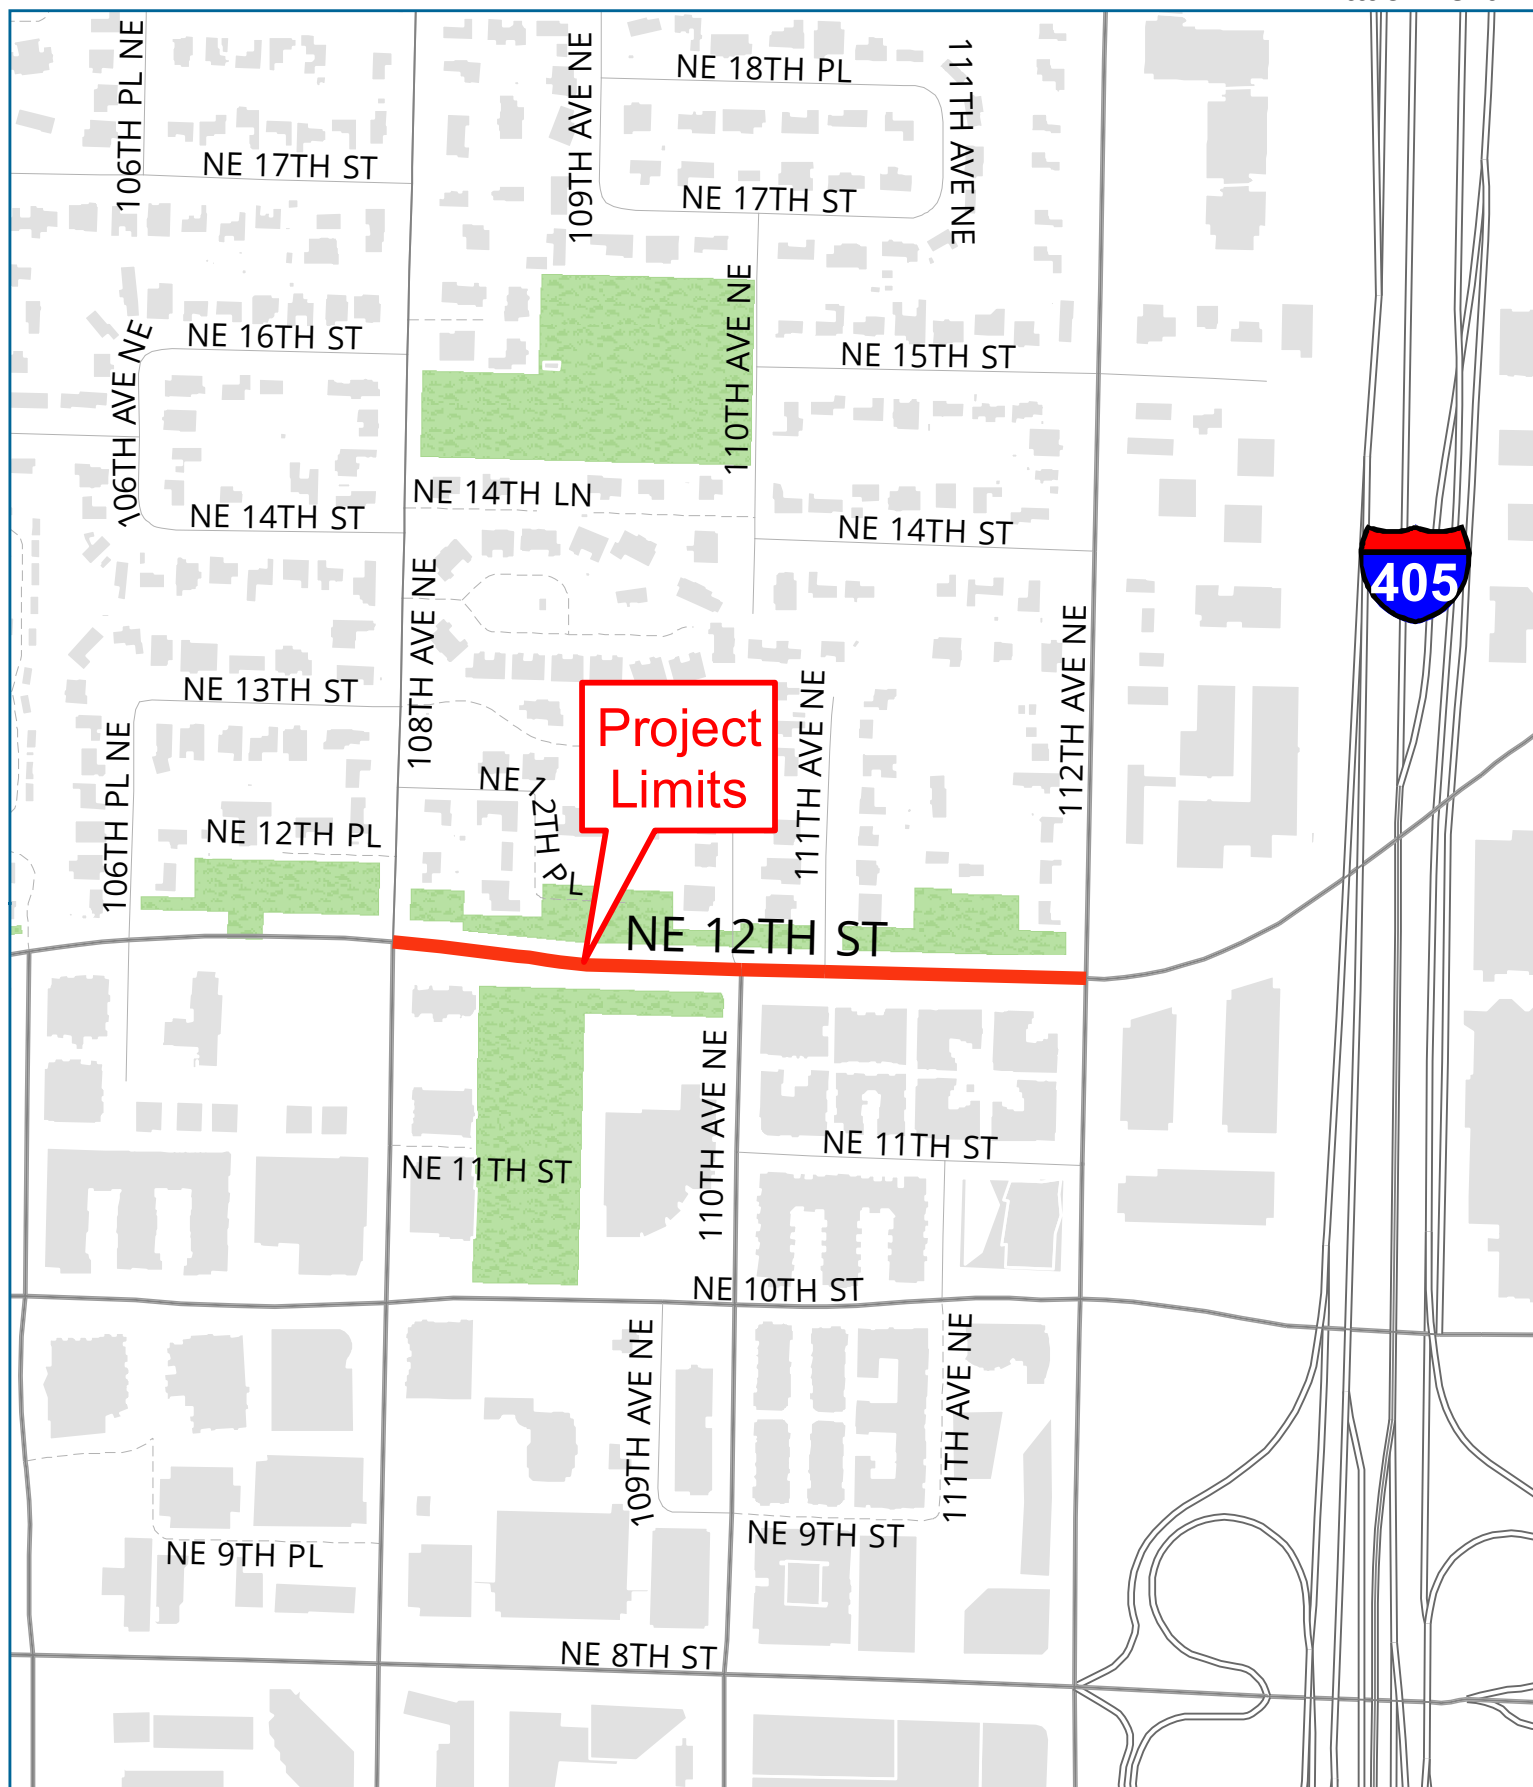 106TH PL NE
109TH AVE NE
NE 18TH PL
111TH AVE NE
NE 17TH ST
NE 17TH ST
110TH AVE NE
106TH AVE NE
NE 16TH ST
NE 15TH ST
NE 14TH LN
NE 14TH ST
NE 14TH ST
405
108TH AVE NE
112TH AVE NE
NE 13TH ST
111TH AVE NE
Project
Limits
106TH PL NE
NE 12TH PL
NE 12TH PL
NE 12TH ST
110TH AVE NE
NE 11TH ST
NE 11TH ST
NE 10TH ST
109TH AVE NE
111TH AVE NE
NE 9TH ST
NE 9TH PL
NE 8TH ST